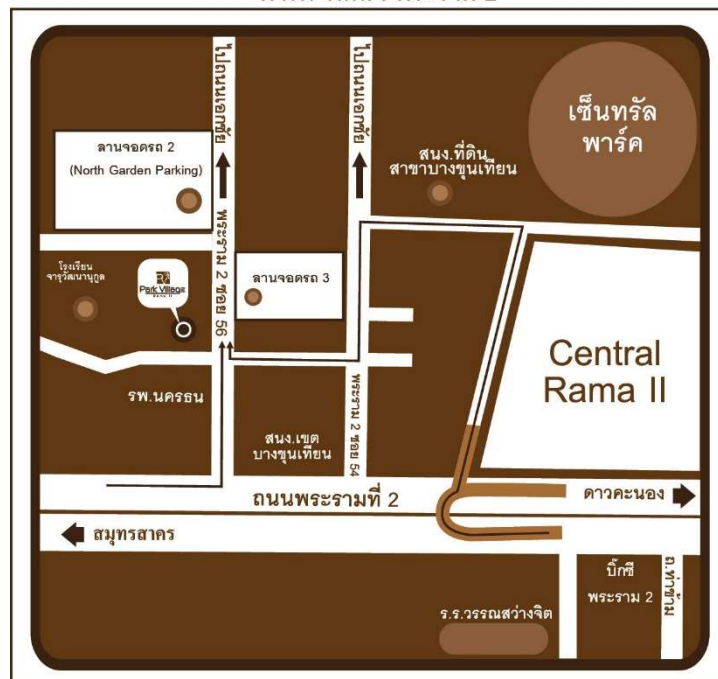 ไปถนนเอกชัย
ไปถนนเอกชัย
เซ็นทรัล
พาร์ค
ลานจอดรถ 2
(North Garden Parking)
สนง.ที่ดิน
สาขาบางขุนเทียน
พระราม 2 ซอย 56
โรงเรียน
จารุวัฒนานุกูล
Park Village
Rama II
ลานจอดรถ 3
Central
Rama II
รพ.นครธน
พระราม 2 ซอย 54
สนง.เขต
บางขุนเทียน
ถนนพระรามที่ 2
ดาวคะนอง
สมุทรสาคร
บิ๊กซี
พระราม 2
ถ.ท่าข้าม
ร.ร.วรรณสว่างจิต